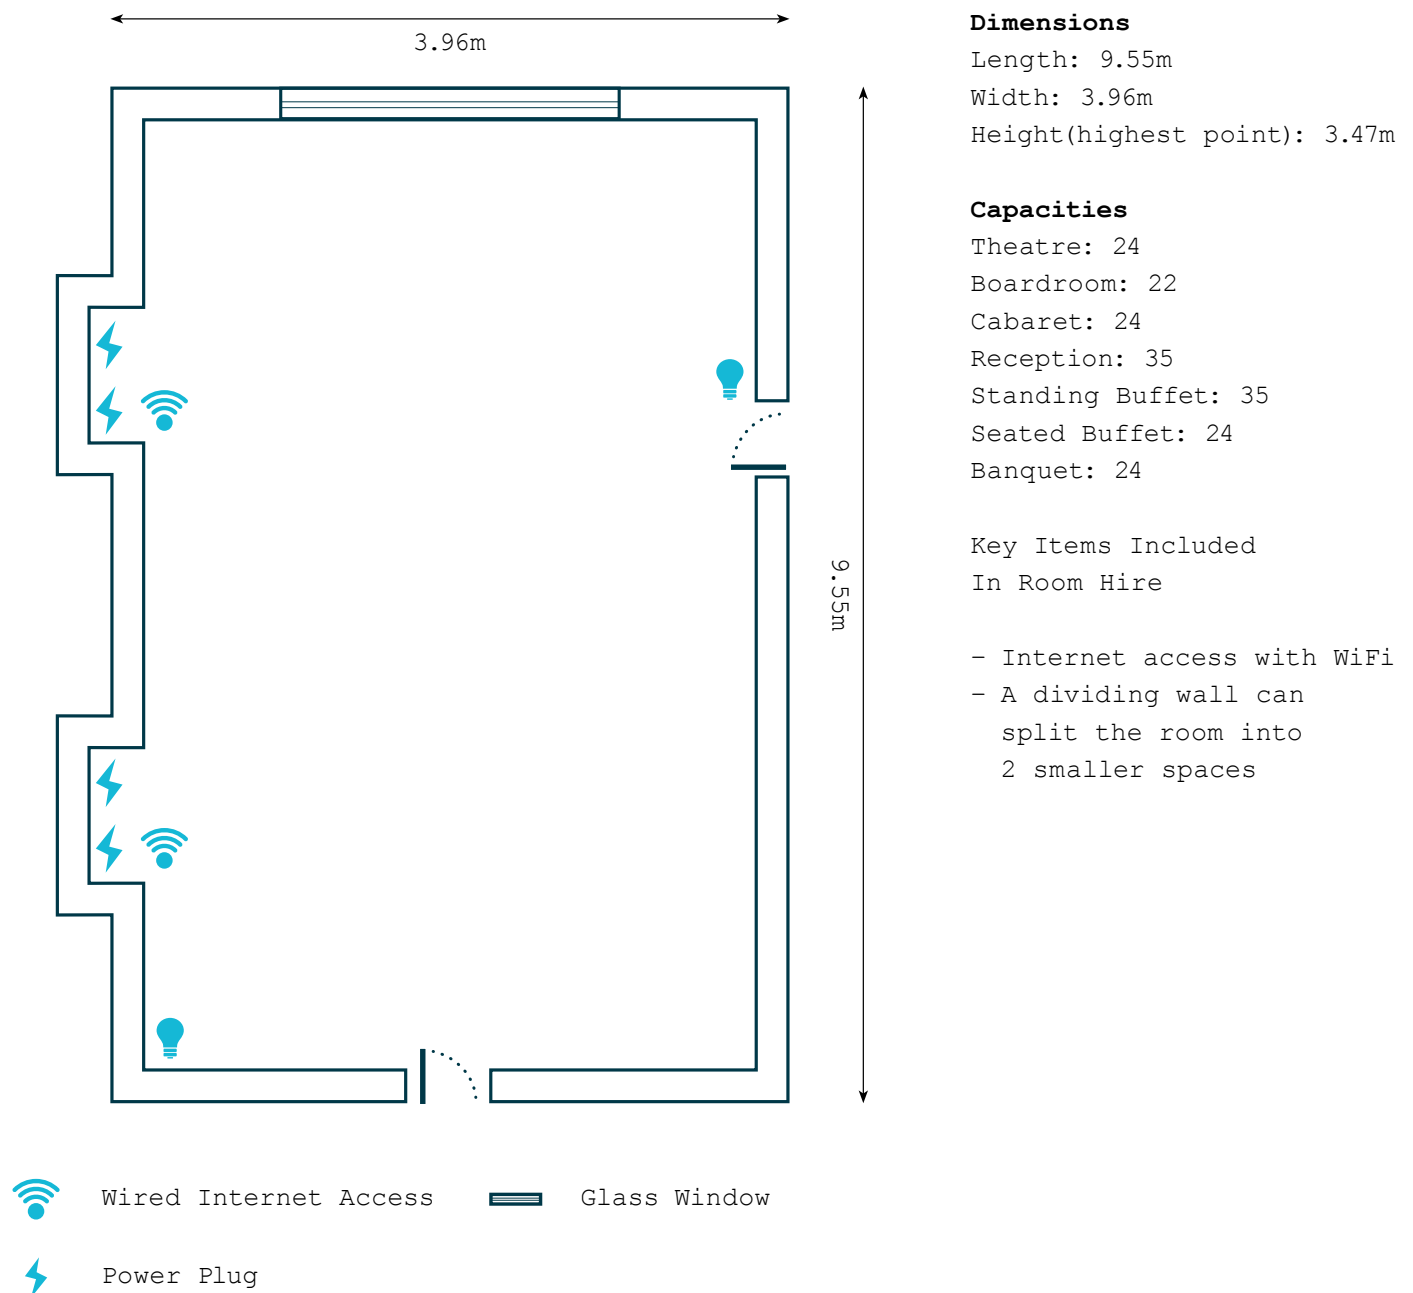 3.96m
9.55m
Dimensions
Length: 9.55m
Width: 3.96m
Height(highest point): 3.47m
Capacities
Theatre: 24
Boardroom: 22
Cabaret: 24
Reception: 35
Standing Buffet: 35
Seated Buffet: 24
Banquet: 24
Key Items Included
In Room Hire
- Internet access with WiFi
- A dividing wall can
split the room into
2 smaller spaces
Wired Internet Access
Glass Window
Power Plug